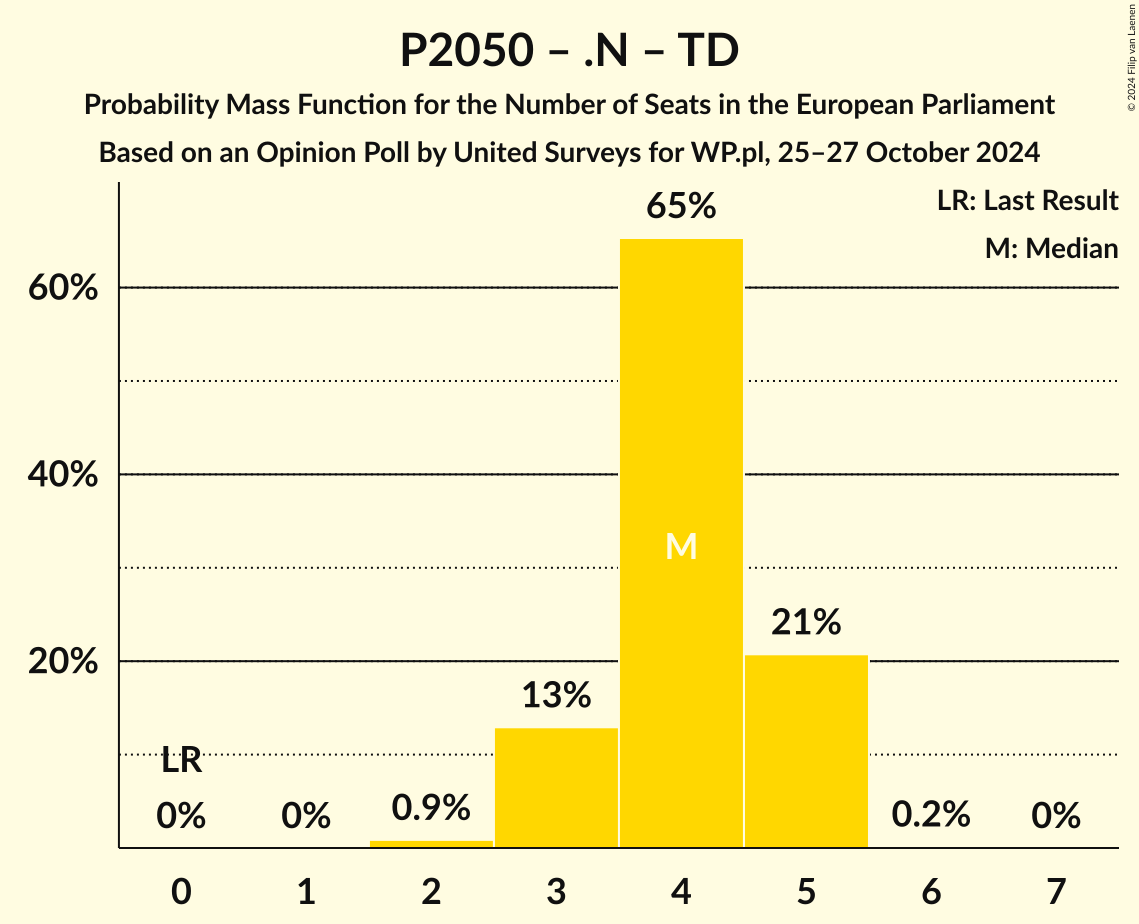 P2050 – .N – TD
Probability Mass Function for the Number of Seats in the European Parliament
Based on an Opinion Poll by United Surveys for WP.pl, 25–27 October 2024
© 2024 Filip van Laenen
LR: Last Result
M: Median
65%
60%
40%
M
21%
20%
13%
LR
0%
0%
0.9%
0.2%
0%
0
1
2
3
4
5
6
7